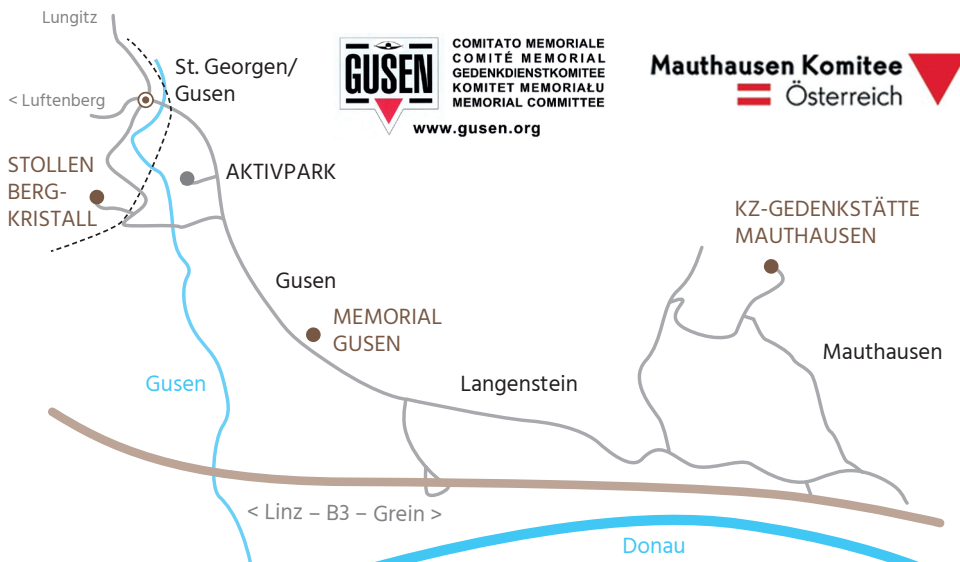 Lungitz
St. Georgen/
Gusen
< Luftenberg
GUSEN
COMITATO MEMORIALE
COMITÉ MEMORIAL
GEDENKDIENSTKOMITEE
KOMITET MEMORIAŁU
MEMORIAL COMMITTEE
www.gusen.org
Mauthausen Komitee
Österreich
STOLLEN
BERG-
KRISTALL
AKTIVPARK
KZ-GEDENKSTÄTTE
MAUTHAUSEN
Gusen
MEMORIAL
GUSEN
Mauthausen
Gusen
Langenstein
< Linz – B3 – Grein >
Donau